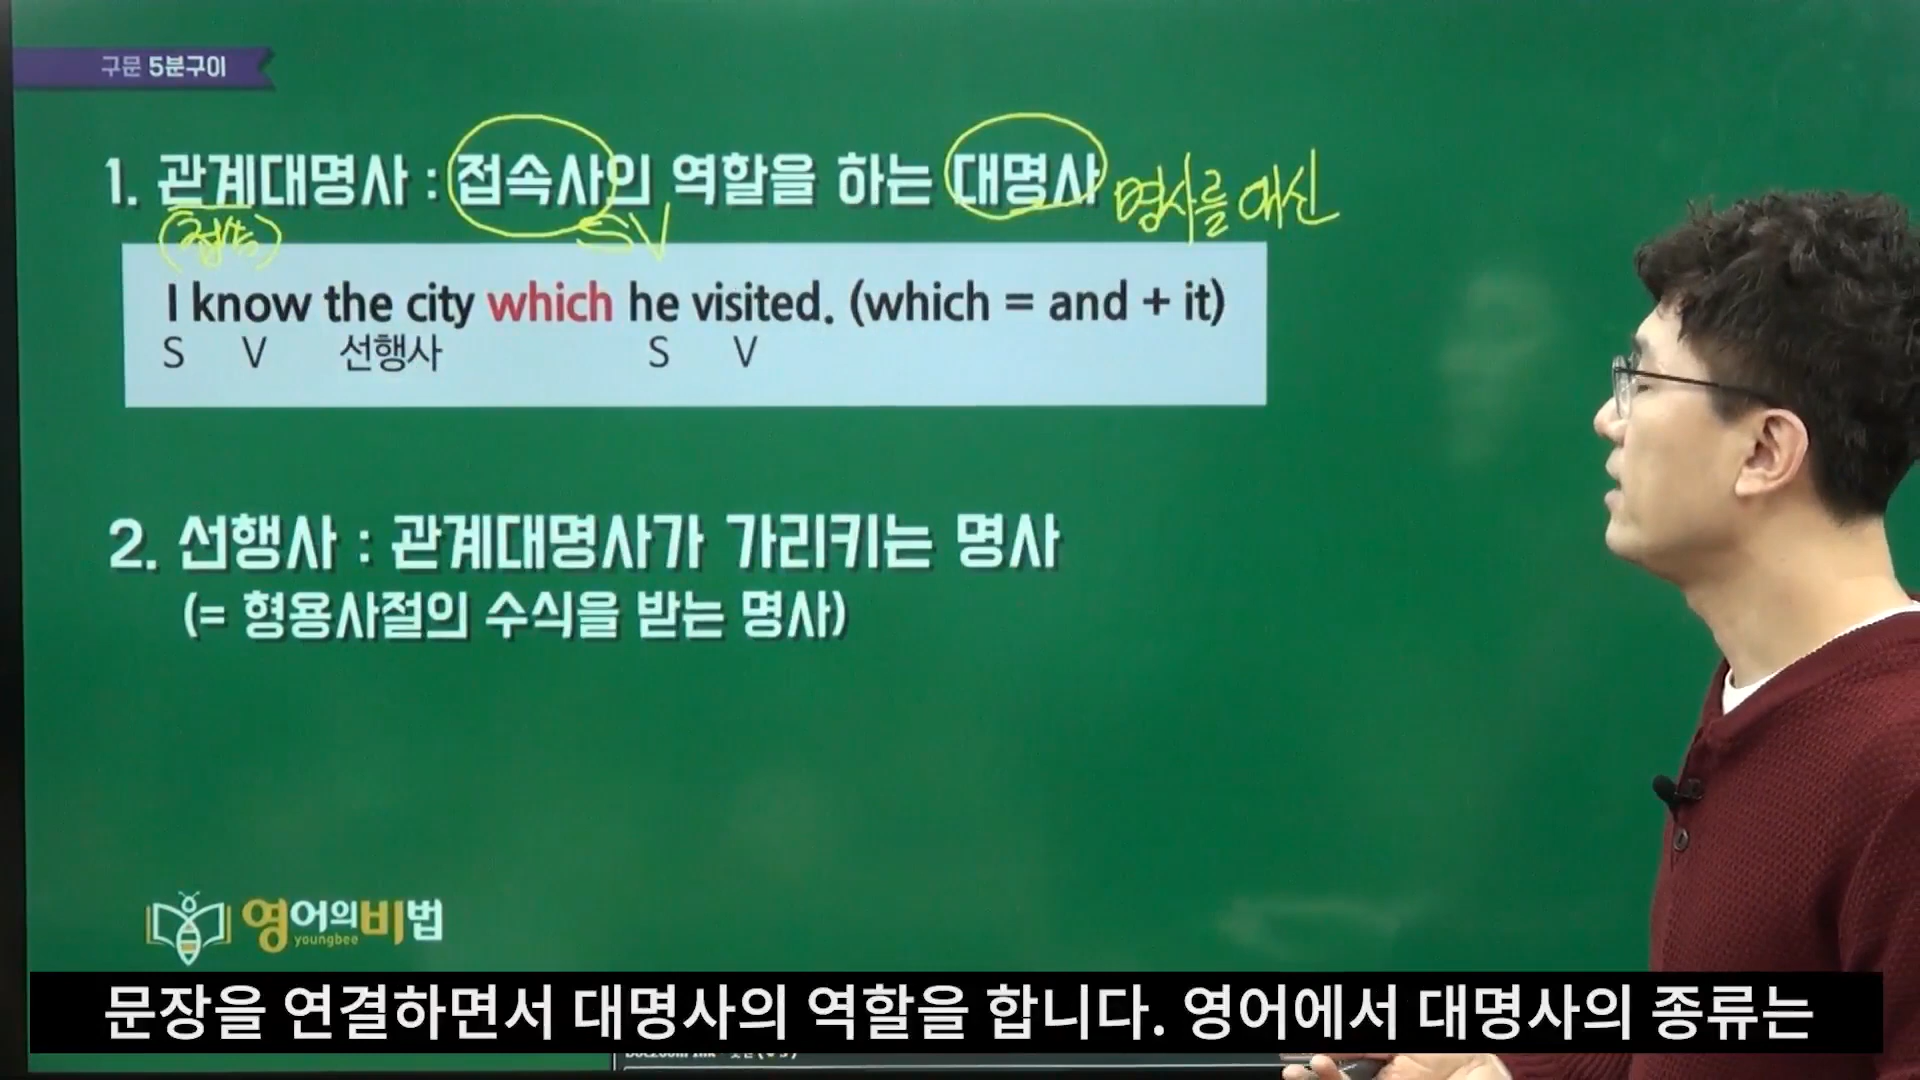 구문 5분구이
1. 관계대명사 : 접속사인 역할을 하는 대명사 명사를 대신
(접속) SV
I know the city which he visited. (which = and + it)
S V 선행사 S V
2. 선행사 : 관계대명사가 가리키는 명사
(= 형용사절의 수식을 받는 명사)
영어의비법
youngbee
문장을 연결하면서 대명사의 역할을 합니다. 영어에서 대명사의 종류는